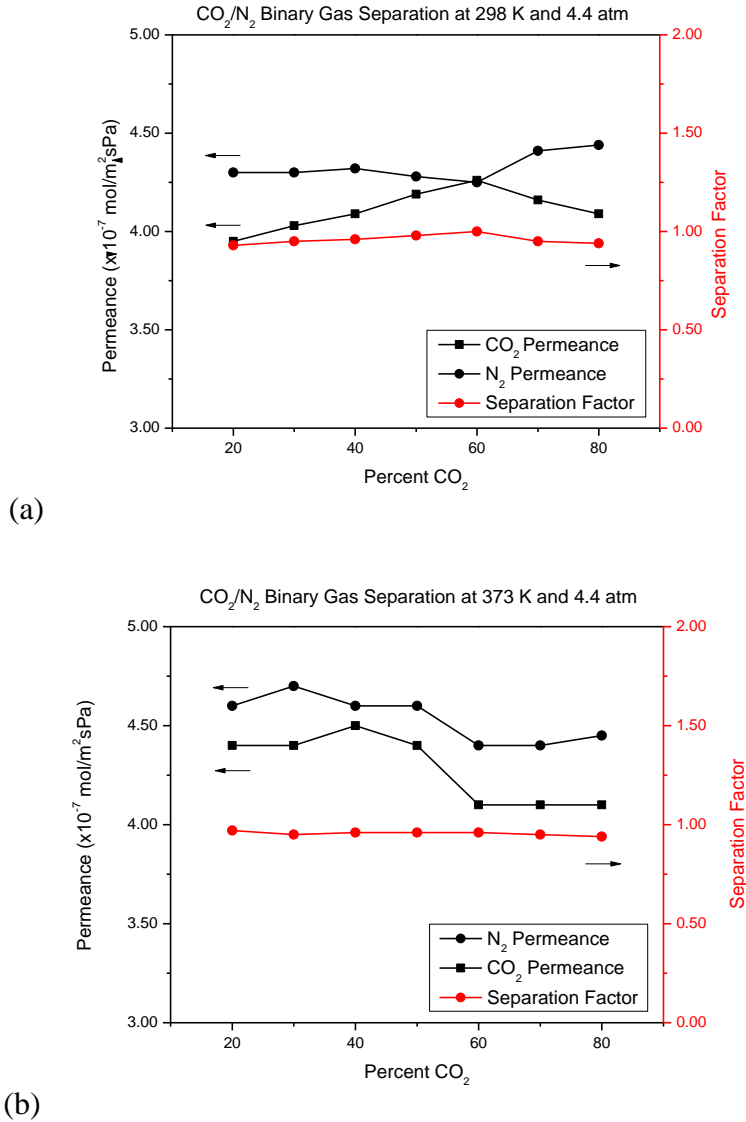 CO₂/N₂ Binary Gas Separation at 298 K and 4.4 atm
5.00
4.50
4.00
3.50
3.00
Permeance (x10⁻⁷ mol/m²sPa)
2.00
1.50
1.00
0.50
0.00
Separation Factor
CO₂ Permeance
N₂ Permeance
Separation Factor
20 40 60 80
Percent CO₂
(a)
CO₂/N₂ Binary Gas Separation at 373 K and 4.4 atm
5.00
4.50
4.00
3.50
3.00
Permeance (x10⁻⁷ mol/m²sPa)
2.00
1.50
1.00
0.50
0.00
Separation Factor
N₂ Permeance
CO₂ Permeance
Separation Factor
20 40 60 80
Percent CO₂
(b)